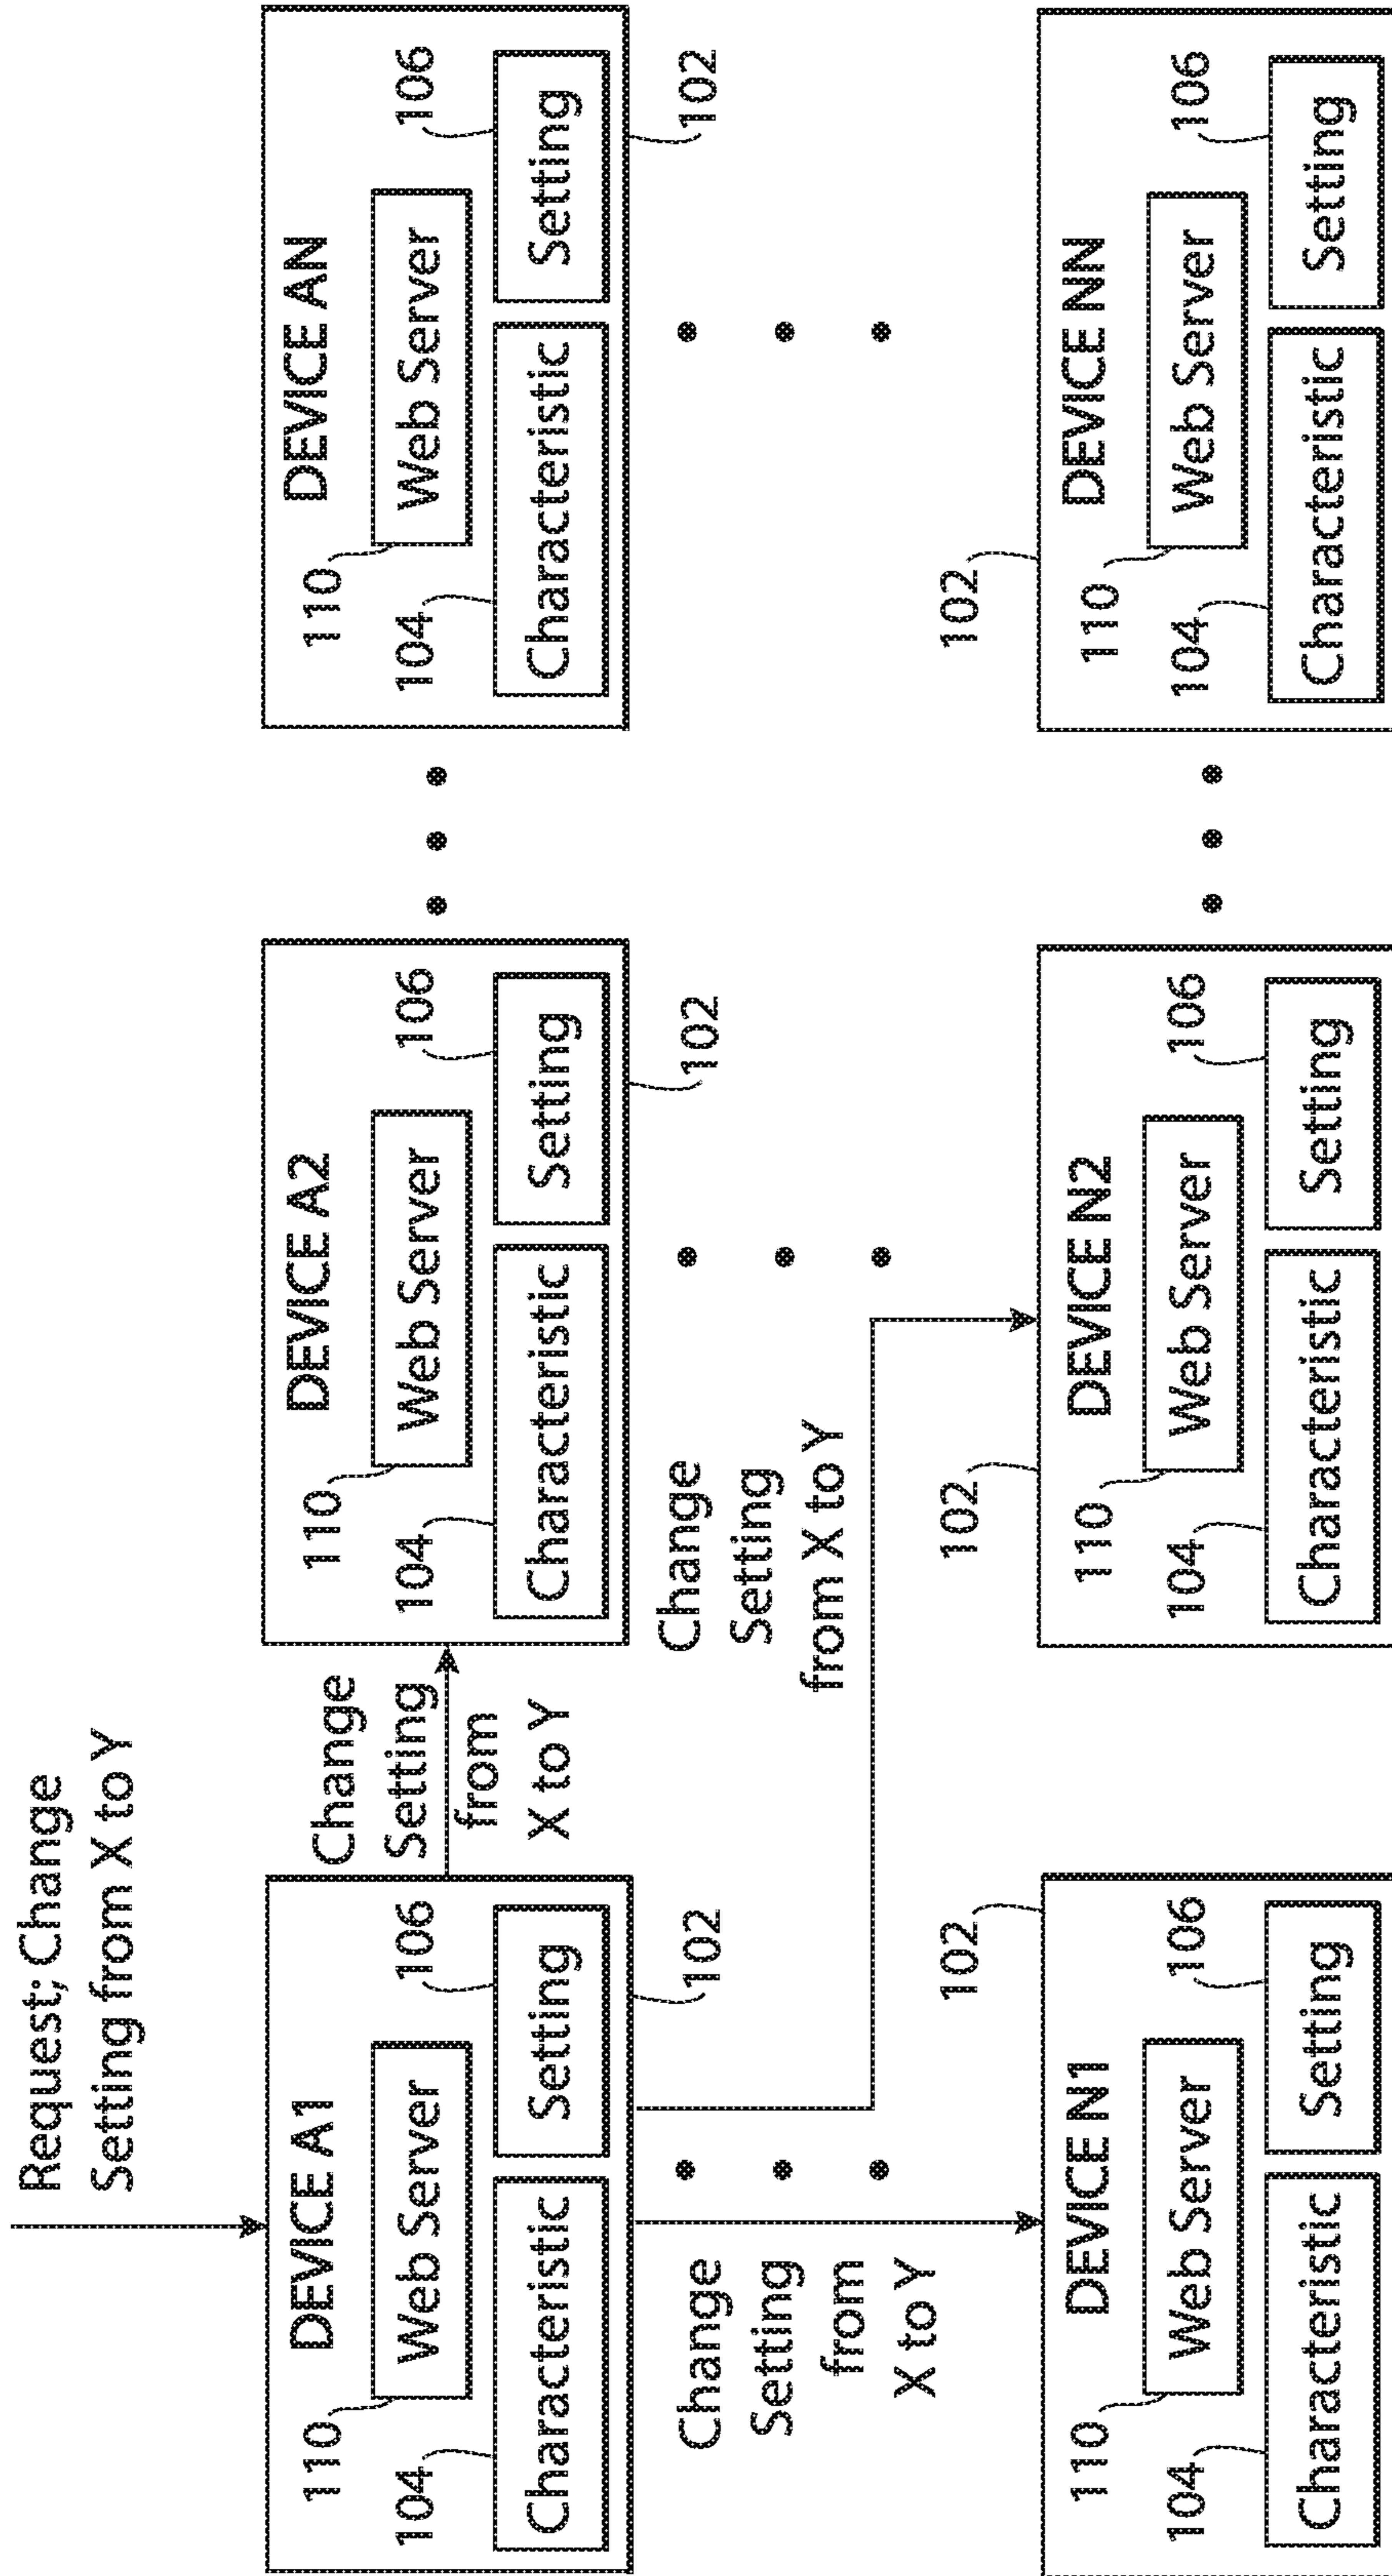 Request; Change
Setting from X to Y
DEVICE A1
110
Web Server
104
106
Characteristic
Setting
102
Change
Setting
from
X to Y
DEVICE A2
110
Web Server
104
106
Characteristic
Setting
102
DEVICE AN
110
Web Server
104
106
Characteristic
Setting
102
Change
Setting
from
X to Y
Change
Setting
from X to Y
102
DEVICE N1
110
Web Server
104
106
Characteristic
Setting
102
DEVICE N2
110
Web Server
104
106
Characteristic
Setting
102
DEVICE NN
110
Web Server
104
106
Characteristic
Setting